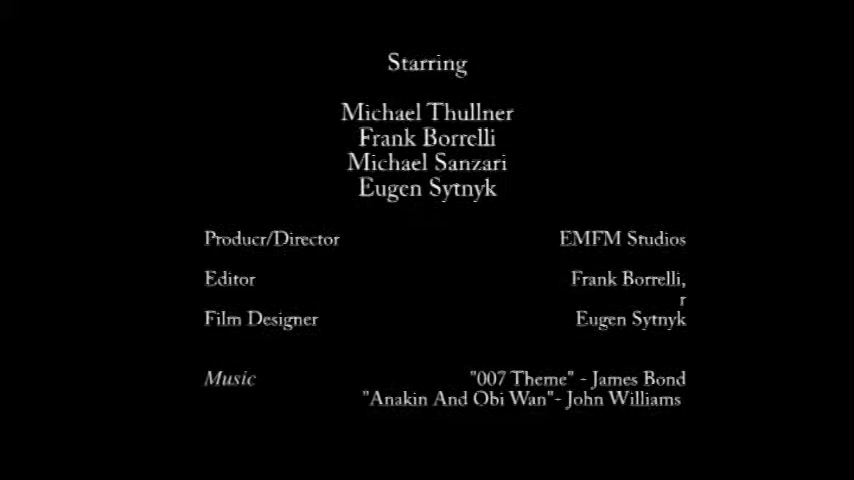 Starring
Michael Thullner
Frank Borrelli
Michael Sanzari
Eugen Sytnyk
Producr/Director EMFM Studios
Editor Frank Borrelli,
r
Film Designer Eugen Sytnyk
Music "007 Theme" - James Bond
"Anakin And Obi Wan"- John Williams